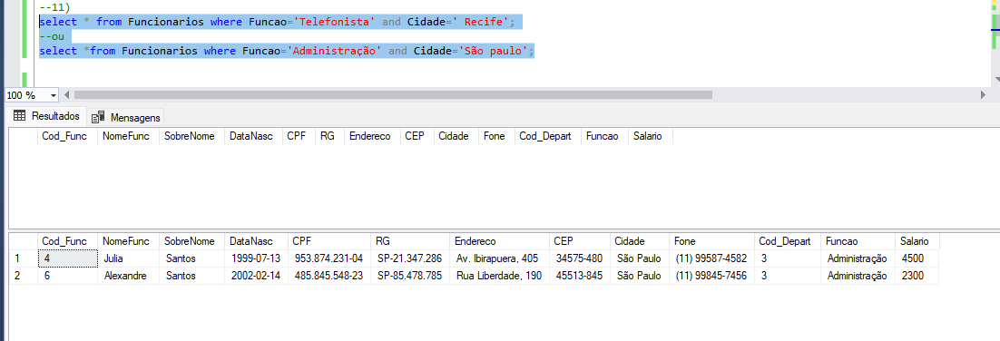 --11)
select * from Funcionarios where Funcao='Telefonista' and Cidade=' Recife';
--ou
select *from Funcionarios where Funcao='Administração' and Cidade='São paulo';
100 %
Resultados Mensagens
Cod_Func NomeFunc SobreNome DataNasc CPF RG Endereco CEP Cidade Fone Cod_Depart Funcao Salario
Cod_Func NomeFunc SobreNome DataNasc CPF RG Endereco CEP Cidade Fone Cod_Depart Funcao Salario
1 4 Julia Santos 1999-07-13 953.874.231-04 SP-21.347.286 Av. Ibirapuera, 405 34575-480 São Paulo (11) 99587-4582 3 Administração 4500
2 6 Alexandre Santos 2002-02-14 485.845.548-23 SP-85.478.785 Rua Liberdade, 190 45513-845 São Paulo (11) 99845-7456 3 Administração 2300